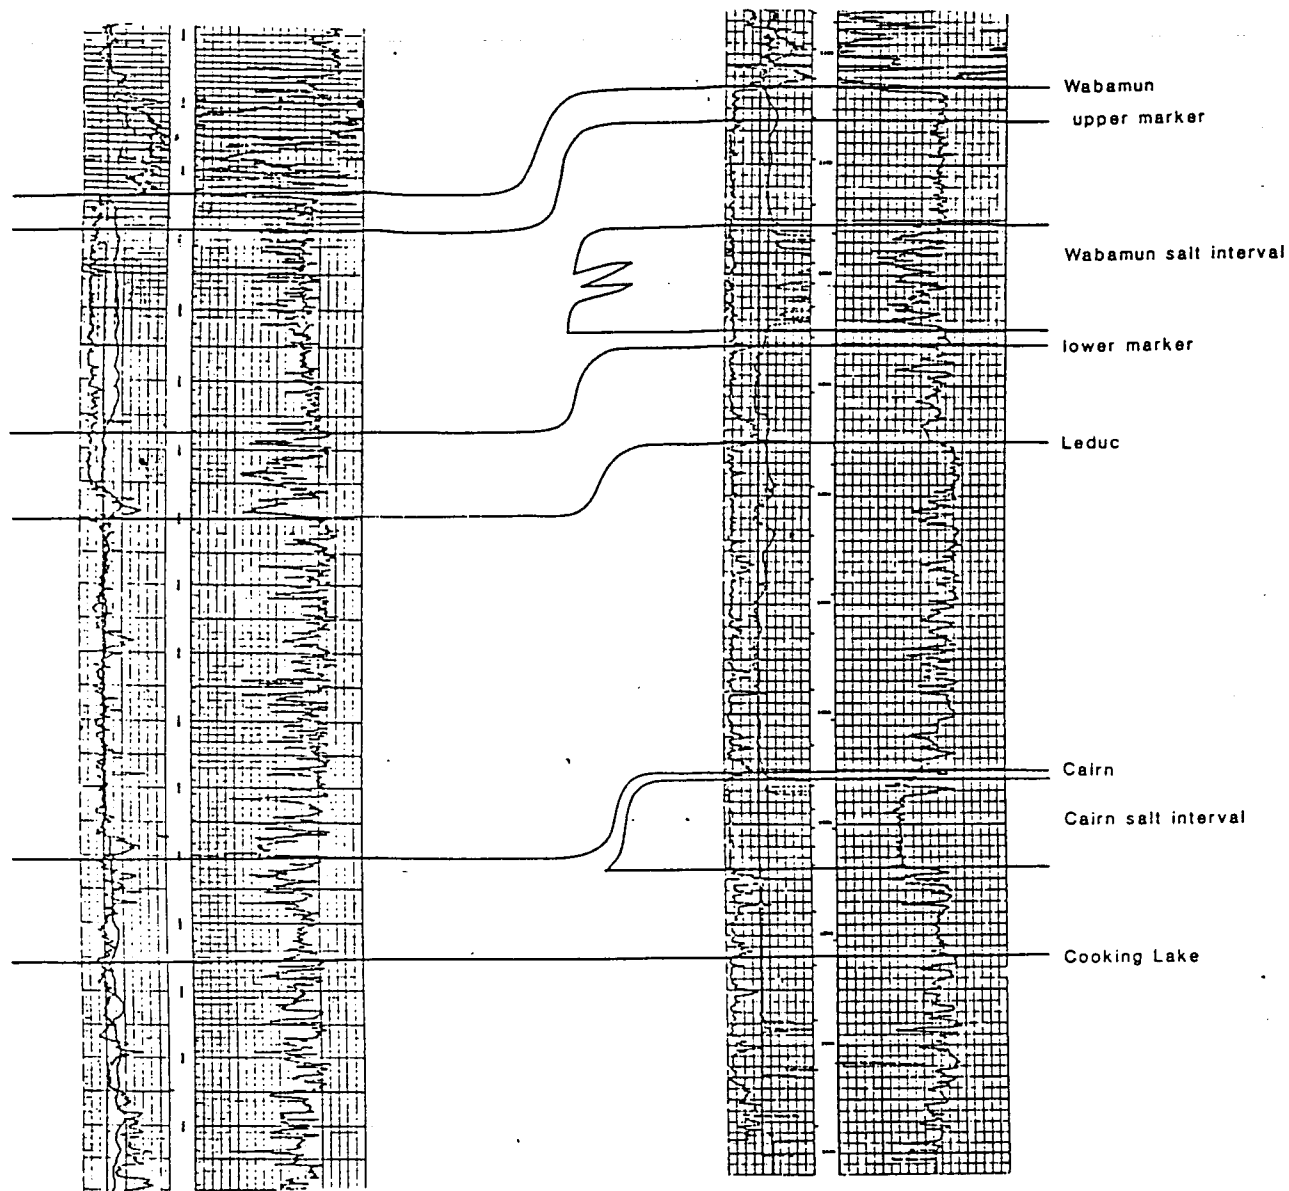 Wabamun
upper marker
Wabamun salt interval
lower marker
Leduc
Cairn
Cairn salt interval
Cooking Lake